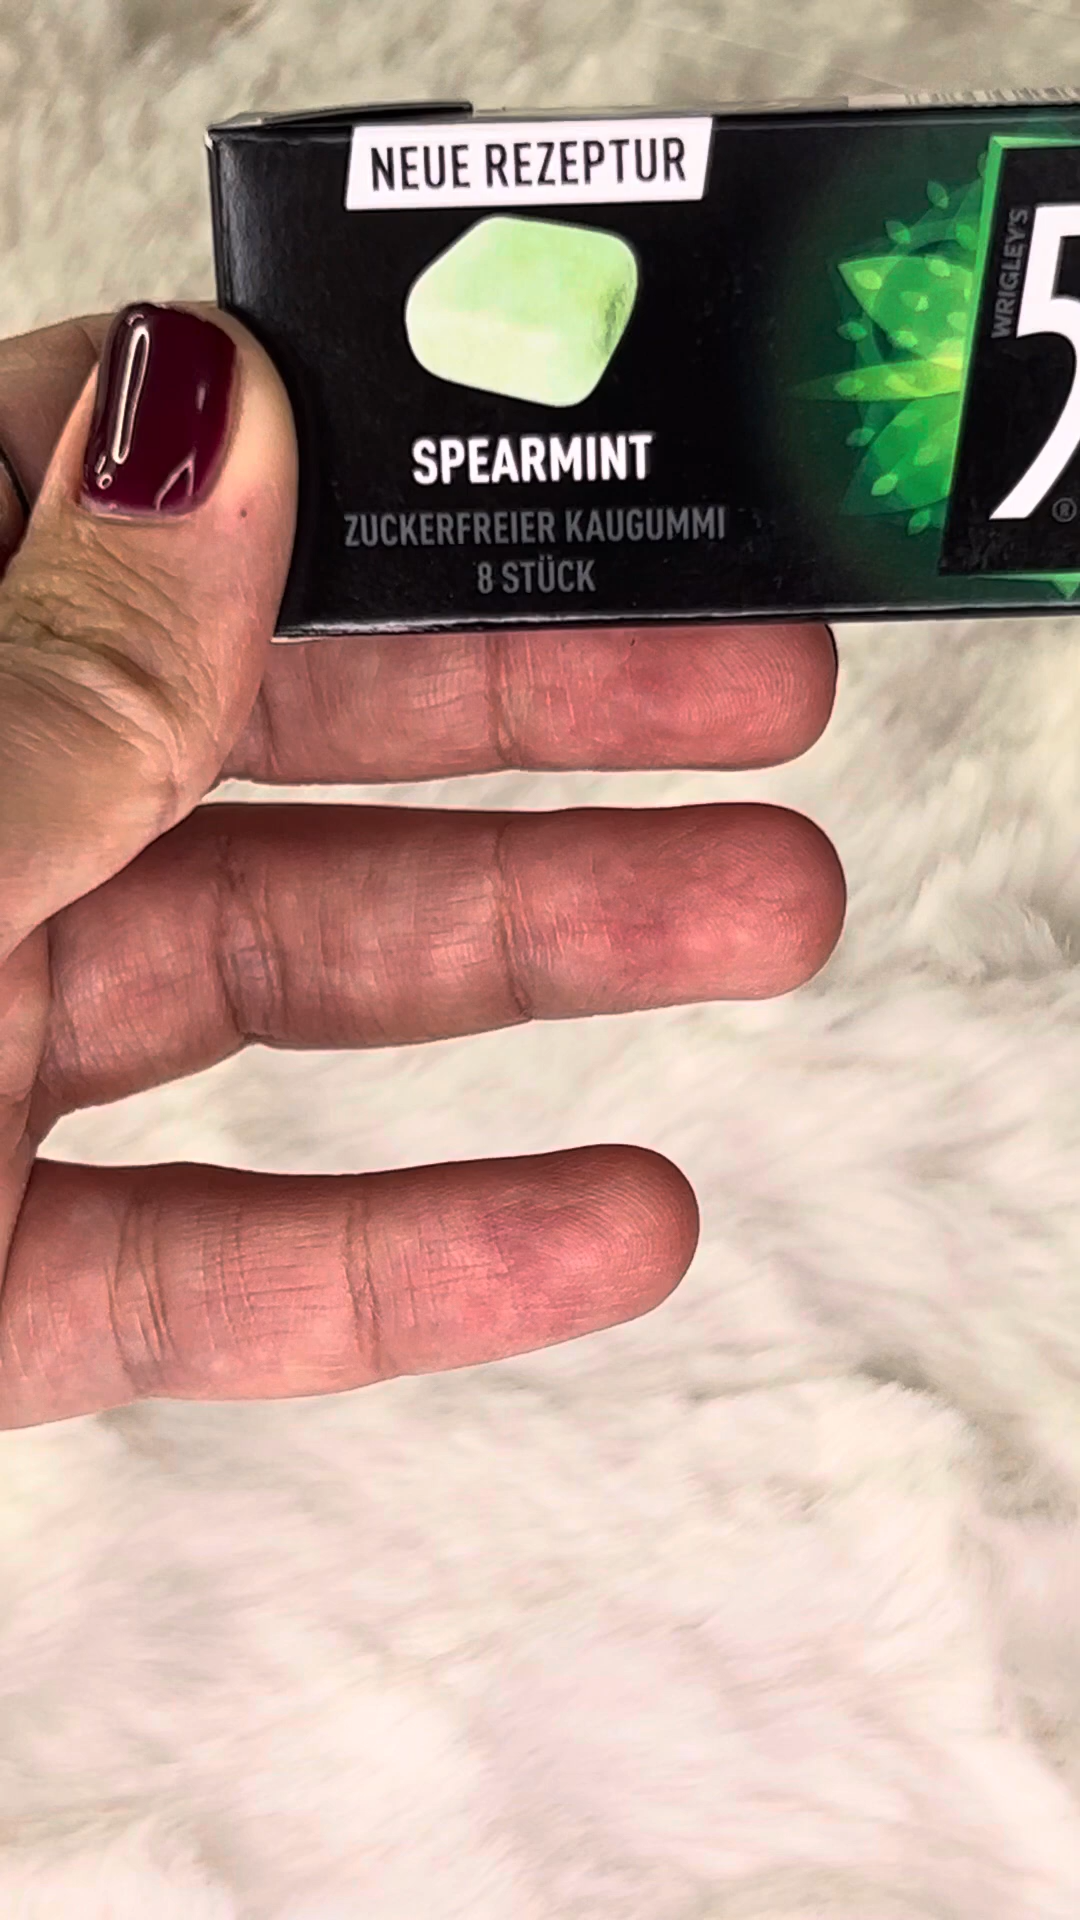 NEUE REZEPTUR
SPEARMINT
ZUCKERFREIER KAUGUMMI
8 STÜCK
WRIGLEY'S
5
®